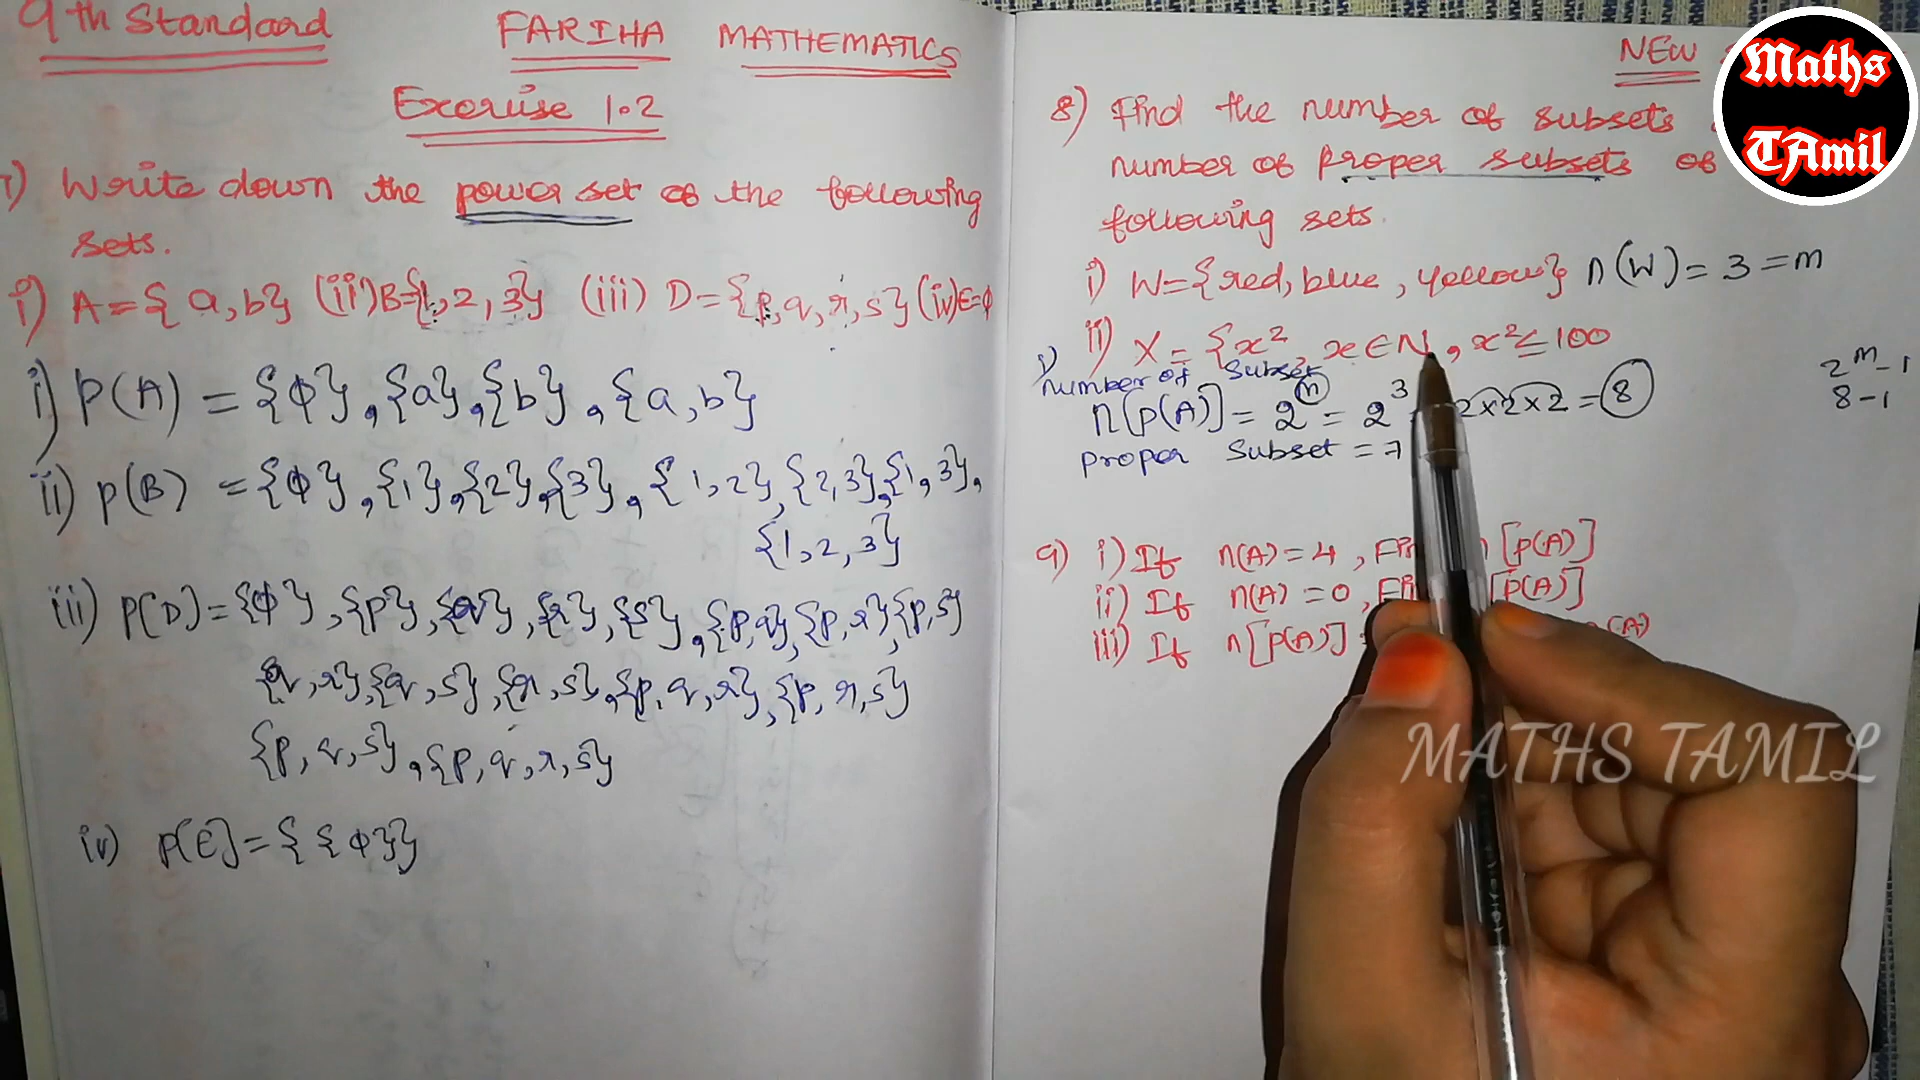 9th Standard FARIHA MATHEMATICS
Exercise 1.2
Write down the power set of the following
sets.
i) A={a,b} (ii)B={1,2,3} (iii) D={p,q,r,s} (iv)E=ϕ
i) P(A) = {ϕ},{a},{b},{a,b}
ii) P(B) = {ϕ},{1},{2},{3},{1,2},{2,3},{1,3},
{1,2,3}
iii) P[D]={ϕ},{p},{q},{r},{s},{p,q},{p,r},{p,s}
{q,r},{q,s},{r,s},{p,q,r},{p,r,s}
{p,q,s},{p,q,r,s}
iv) P[E]={{ϕ}}
NEW
Maths
TAmil
8) Find the number of subsets
number of proper subsets of
following sets.
i) W={red,blue,yellow} n(W)=3=m
ii) X={x², x∈N, x²≤100
i) number of subset
n[P(A)]=2ⁿ=2³ 2×2×2=8
2ᵐ-1
8-1
proper subset = 7
9) i) If n(A)=4, [P(A)]
ii) If n(A)=0, [P(A)]
iii) If n[P(A)]
MATHS TAMIL